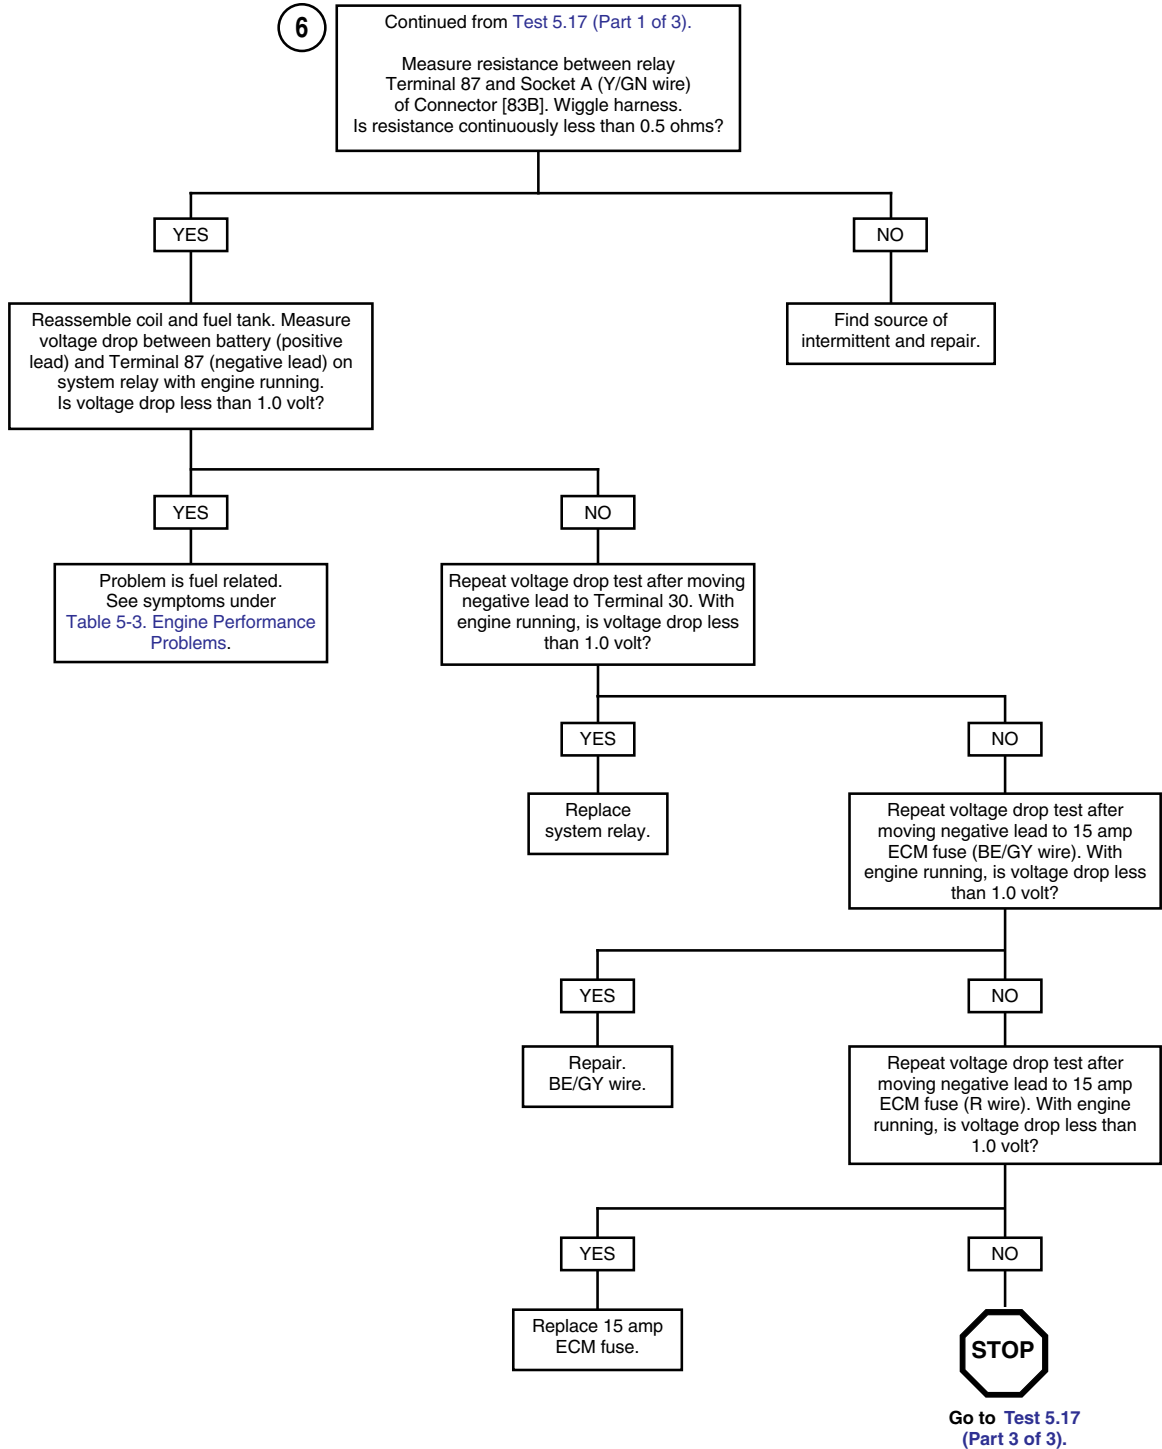 6
Continued from Test 5.17 (Part 1 of 3).
Measure resistance between relay
Terminal 87 and Socket A (Y/GN wire)
of Connector [83B]. Wiggle harness.
Is resistance continuously less than 0.5 ohms?
YES
NO
Reassemble coil and fuel tank. Measure
voltage drop between battery (positive
lead) and Terminal 87 (negative lead) on
system relay with engine running.
Is voltage drop less than 1.0 volt?
Find source of
intermittent and repair.
YES
NO
Problem is fuel related.
See symptoms under
Table 5-3. Engine Performance
Problems.
Repeat voltage drop test after moving
negative lead to Terminal 30. With
engine running, is voltage drop less
than 1.0 volt?
YES
NO
Replace
system relay.
Repeat voltage drop test after
moving negative lead to 15 amp
ECM fuse (BE/GY wire). With
engine running, is voltage drop less
than 1.0 volt?
YES
NO
Repair.
BE/GY wire.
Repeat voltage drop test after
moving negative lead to 15 amp
ECM fuse (R wire). With engine
running, is voltage drop less than
1.0 volt?
YES
NO
Replace 15 amp
ECM fuse.
STOP
Go to Test 5.17
(Part 3 of 3).